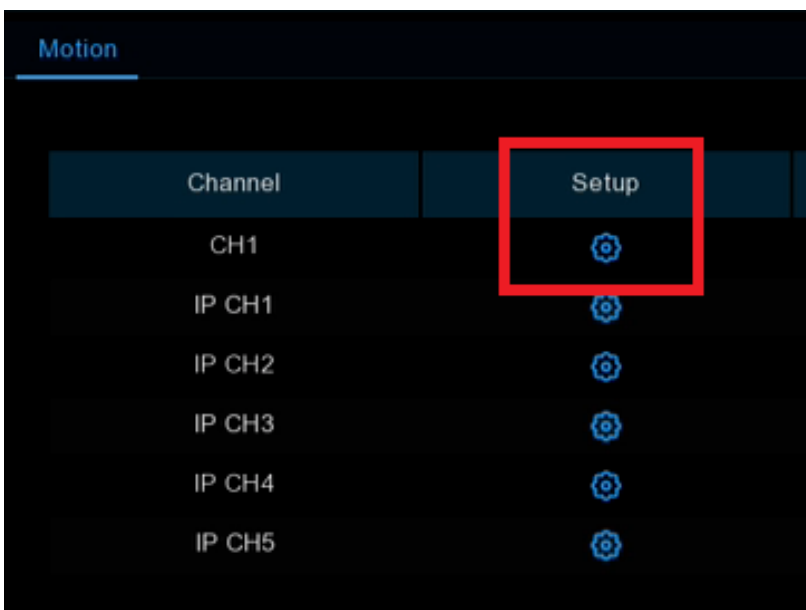 Motion
Channel Setup
CH1
IP CH1
IP CH2
IP CH3
IP CH4
IP CH5